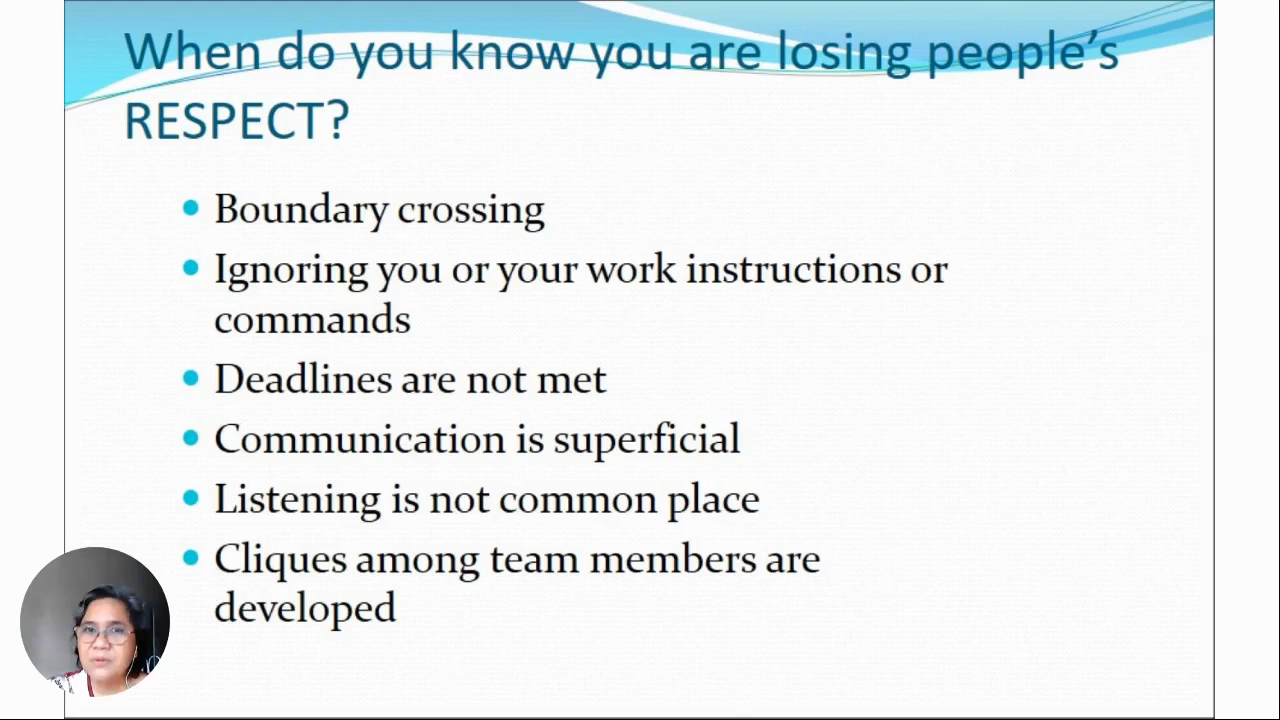 When do you know you are losing people’s
RESPECT?
Boundary crossing
Ignoring you or your work instructions or
commands
Deadlines are not met
Communication is superficial
Listening is not common place
Cliques among team members are
developed